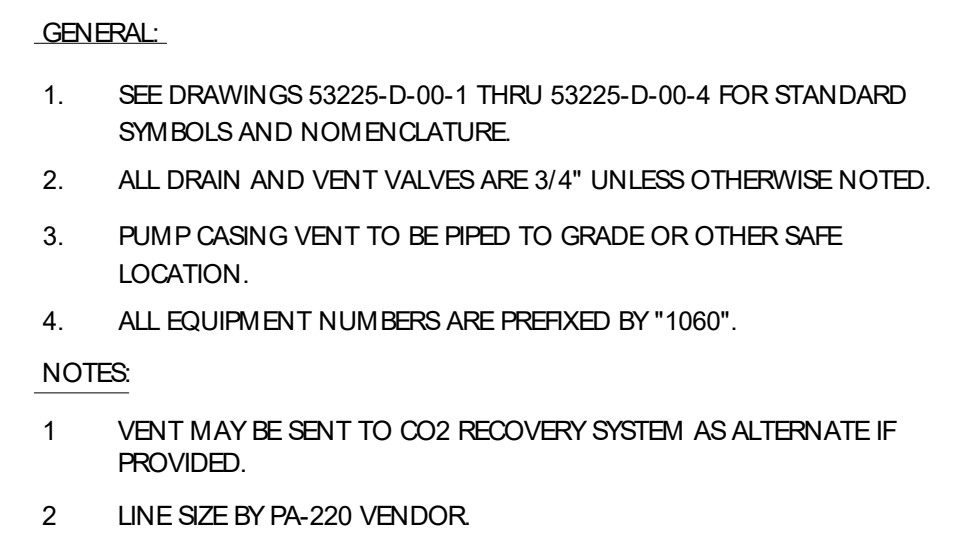 GENERAL:
1. SEE DRAWINGS 53225-D-00-1 THRU 53225-D-00-4 FOR STANDARD
SYMBOLS AND NOMENCLATURE.
2. ALL DRAIN AND VENT VALVES ARE 3/4" UNLESS OTHERWISE NOTED.
3. PUMP CASING VENT TO BE PIPED TO GRADE OR OTHER SAFE
LOCATION.
4. ALL EQUIPMENT NUMBERS ARE PREFIXED BY "1060".
NOTES:
1 VENT MAY BE SENT TO CO2 RECOVERY SYSTEM AS ALTERNATE IF
PROVIDED.
2 LINE SIZE BY PA-220 VENDOR.